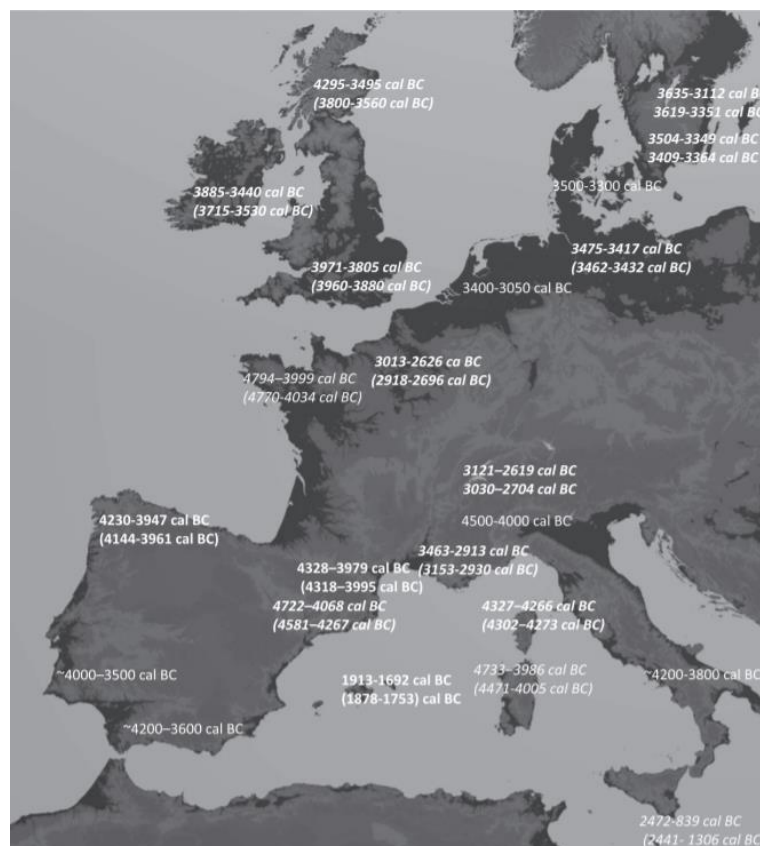 4295-3495 cal BC
(3800-3560 cal BC)
3635-3112 cal B
3619-3351 cal BC
3504-3349 cal BC
3409-3364 cal BC
3885-3440 cal BC
(3715-3530 cal BC)
3500-3300 cal BC
3475-3417 cal BC
(3462-3432 cal BC)
3971-3805 cal BC
(3960-3880 cal BC)
3400-3050 cal BC
3013-2626 ca BC
(2918-2696 cal BC)
4794–3999 cal BC
(4770-4034 cal BC)
3121–2619 cal BC
3030–2704 cal BC
4500-4000 cal BC
4230-3947 cal BC
(4144-3961 cal BC)
3463-2913 cal BC
(3153-2930 cal BC)
4328–3979 cal BC
(4318–3995 cal BC)
4722–4068 cal BC
(4581–4267 cal BC)
4327–4266 cal BC
(4302–4273 cal BC)
~4000–3500 cal BC
1913-1692 cal BC
(1878-1753) cal BC
4733–3986 cal BC
(4471-4005 cal BC)
~4200-3800 cal BC
~4200–3600 cal BC
2472-839 cal BC
(2441- 1306 cal BC)